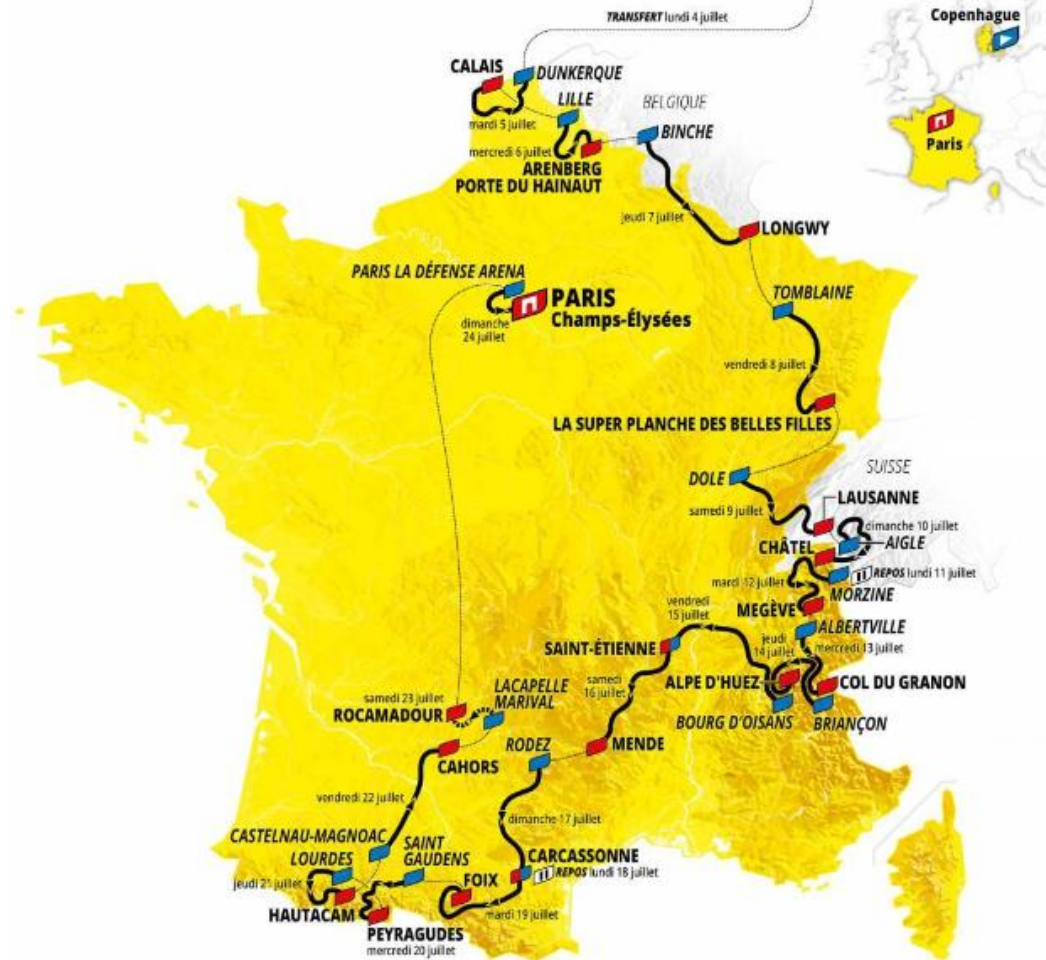 TRANSFERT lundi 4 juillet
Copenhague
Paris
CALAIS
DUNKERQUE
LILLE
mardi 5 juillet
BELGIQUE
BINCHE
mercredi 6 juillet
ARENBERG
PORTE DU HAINAUT
jeudi 7 juillet
LONGWY
PARIS LA DÉFENSE ARENA
PARIS
Champs-Élysées
dimanche
24 juillet
TOMBLAINE
vendredi 8 juillet
LA SUPER PLANCHE DES BELLES FILLES
DOLE
SUISSE
samedi 9 juillet
LAUSANNE
dimanche 10 juillet
AIGLE
CHÂTEL
REPOS lundi 11 juillet
mardi 12 juillet
MORZINE
MEGÈVE
vendredi
15 juillet
ALBERTVILLE
jeudi
14 juillet
mercredi 13 juillet
SAINT-ÉTIENNE
samedi
16 juillet
ALPE D'HUEZ
COL DU GRANON
BOURG D'OISANS
BRIANÇON
samedi 23 juillet
ROCAMADOUR
LACAPELLE
MARIVAL
RODEZ
MENDE
CAHORS
vendredi 22 juillet
dimanche 17 juillet
CASTELNAU-MAGNOAC
LOURDES
SAINT
GAUDENS
CARCASSONNE
REPOS lundi 18 juillet
FOIX
jeudi 21 juillet
mardi 19 juillet
HAUTACAM
PEYRAGUDES
mercredi 20 juillet